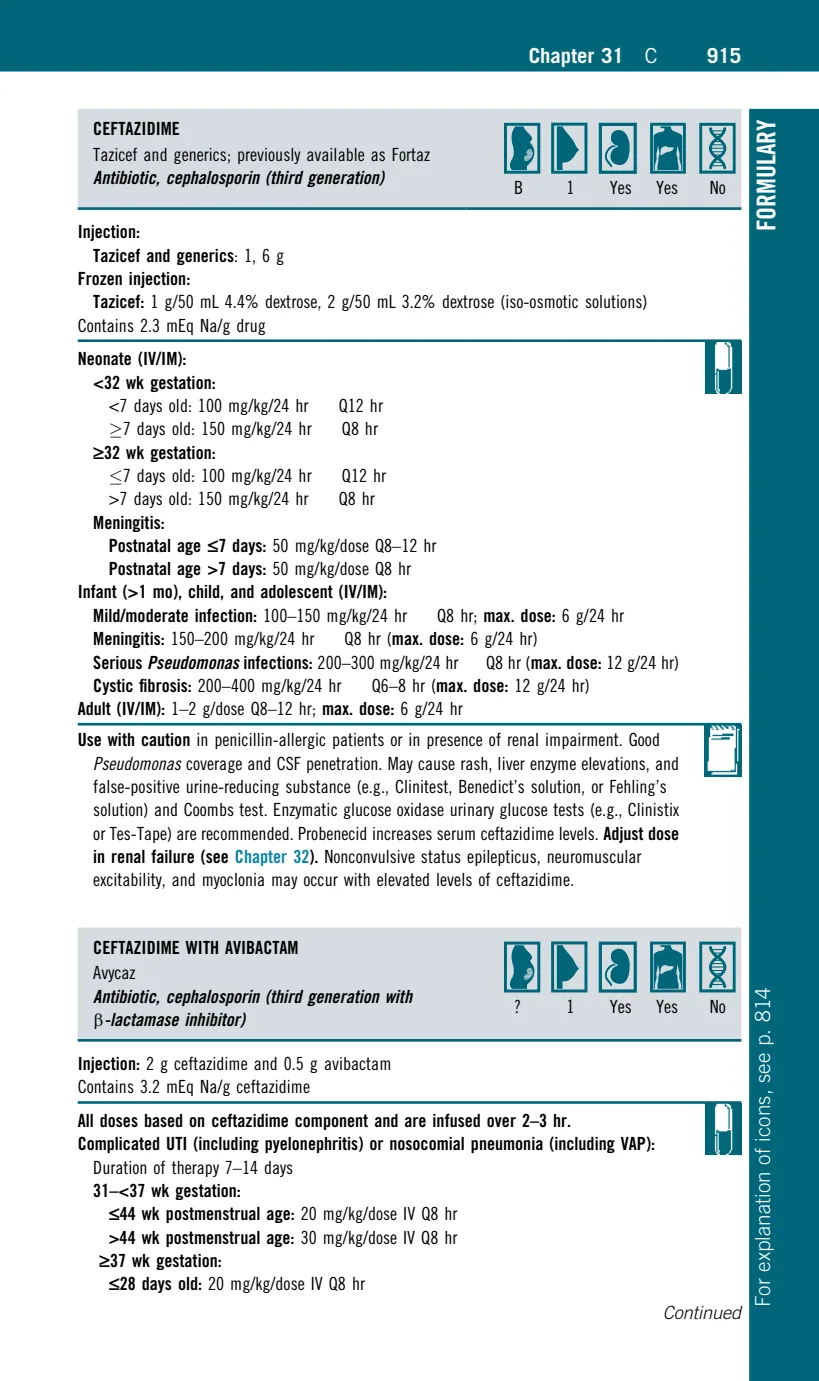 Chapter 31 C 915
CEFTAZIDIME
Tazicef and generics; previously available as Fortaz
Antibiotic, cephalosporin (third generation)
B 1 Yes Yes No
Injection:
Tazicef and generics: 1, 6 g
Frozen injection:
Tazicef: 1 g/50 mL 4.4% dextrose, 2 g/50 mL 3.2% dextrose (iso-osmotic solutions)
Contains 2.3 mEq Na/g drug
Neonate (IV/IM):
<32 wk gestation:
<7 days old: 100 mg/kg/24 hr Q12 hr
≥7 days old: 150 mg/kg/24 hr Q8 hr
≥32 wk gestation:
≤7 days old: 100 mg/kg/24 hr Q12 hr
>7 days old: 150 mg/kg/24 hr Q8 hr
Meningitis:
Postnatal age ≤7 days: 50 mg/kg/dose Q8–12 hr
Postnatal age >7 days: 50 mg/kg/dose Q8 hr
Infant (>1 mo), child, and adolescent (IV/IM):
Mild/moderate infection: 100–150 mg/kg/24 hr Q8 hr; max. dose: 6 g/24 hr
Meningitis: 150–200 mg/kg/24 hr Q8 hr (max. dose: 6 g/24 hr)
Serious Pseudomonas infections: 200–300 mg/kg/24 hr Q8 hr (max. dose: 12 g/24 hr)
Cystic fibrosis: 200–400 mg/kg/24 hr Q6–8 hr (max. dose: 12 g/24 hr)
Adult (IV/IM): 1–2 g/dose Q8–12 hr; max. dose: 6 g/24 hr
Use with caution in penicillin-allergic patients or in presence of renal impairment. Good
Pseudomonas coverage and CSF penetration. May cause rash, liver enzyme elevations, and
false-positive urine-reducing substance (e.g., Clinitest, Benedict's solution, or Fehling's
solution) and Coombs test. Enzymatic glucose oxidase urinary glucose tests (e.g., Clinistix
or Tes-Tape) are recommended. Probenecid increases serum ceftazidime levels. Adjust dose
in renal failure (see Chapter 32). Nonconvulsive status epilepticus, neuromuscular
excitability, and myoclonia may occur with elevated levels of ceftazidime.
CEFTAZIDIME WITH AVIBACTAM
Avycaz
Antibiotic, cephalosporin (third generation with
β-lactamase inhibitor)
? 1 Yes Yes No
Injection: 2 g ceftazidime and 0.5 g avibactam
Contains 3.2 mEq Na/g ceftazidime
All doses based on ceftazidime component and are infused over 2–3 hr.
Complicated UTI (including pyelonephritis) or nosocomial pneumonia (including VAP):
Duration of therapy 7–14 days
31–<37 wk gestation:
≤44 wk postmenstrual age: 20 mg/kg/dose IV Q8 hr
>44 wk postmenstrual age: 30 mg/kg/dose IV Q8 hr
≥37 wk gestation:
≤28 days old: 20 mg/kg/dose IV Q8 hr
Continued
FORMULARY
For explanation of icons, see p. 814